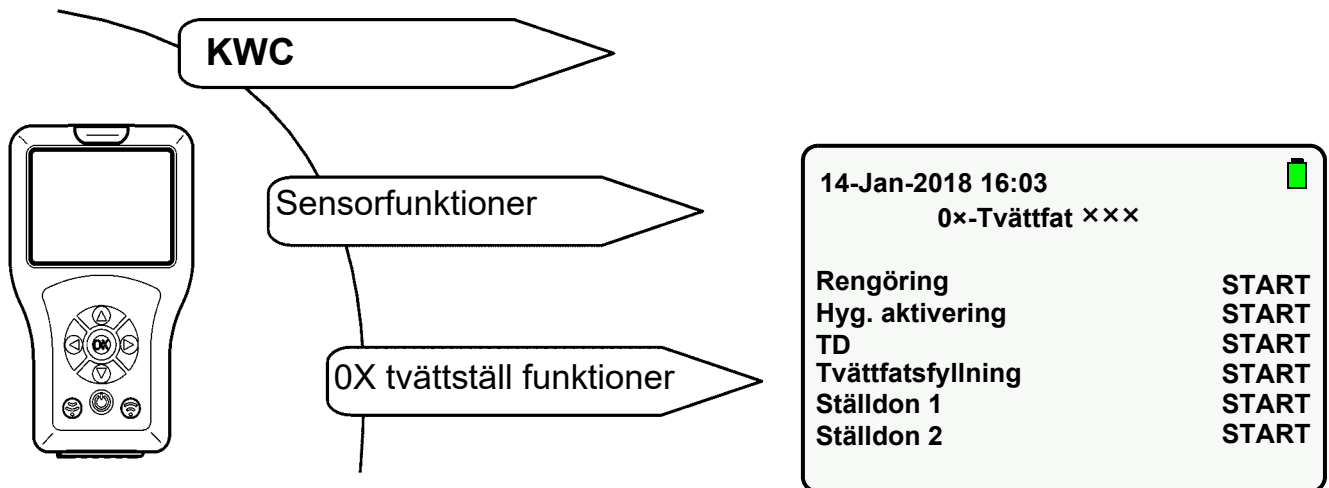 KWC
Sensorfunktioner
0X tvättställ funktioner
OK
14-Jan-2018 16:03
0×-Tvättfat ×××
Rengöring START
Hyg. aktivering START
TD START
Tvättfatsfyllning START
Ställdon 1 START
Ställdon 2 START